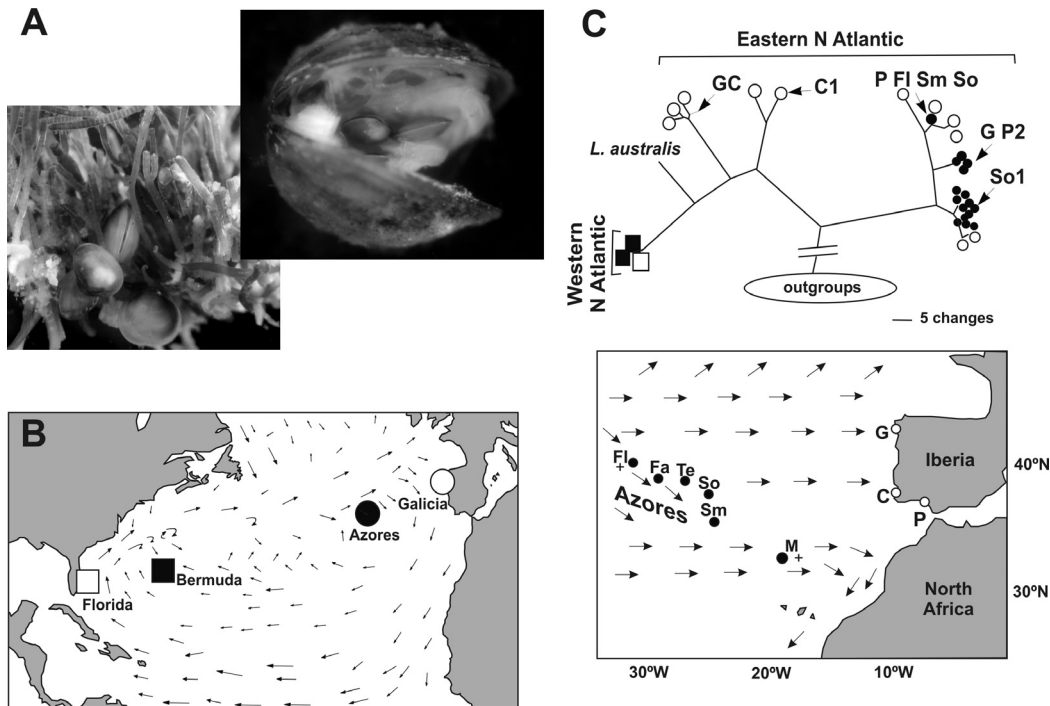 A
B
Galicia
Azores
Bermuda
Florida
C
Eastern N Atlantic
GC
C1
P Fl Sm So
L. australis
G P2
So1
Western
N Atlantic
outgroups
5 changes
G
Fl
+
Fa
Te
So
Sm
Azores
Iberia
C
P
M
+
North
Africa
40ºN
30ºN
30ºW
20ºW
10ºW